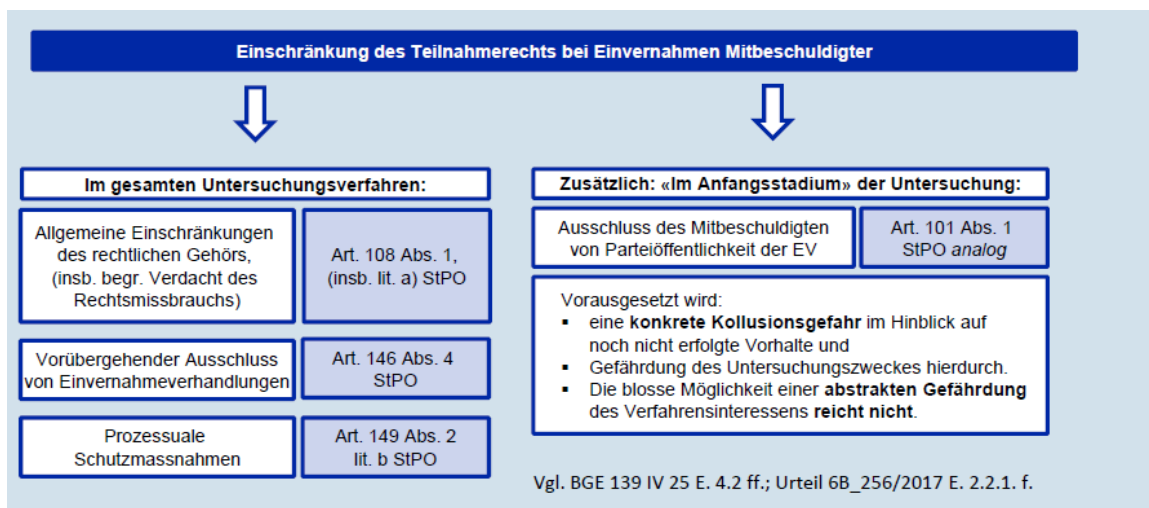 Einschränkung des Teilnahmerechts bei Einvernahmen Mitbeschuldigter
Im gesamten Untersuchungsverfahren:
Allgemeine Einschränkungen
des rechtlichen Gehörs,
(insb. begr. Verdacht des
Rechtsmissbrauchs)
Art. 108 Abs. 1,
(insb. lit. a) StPO
Vorübergehender Ausschluss
von Einvernahmeverhandlungen
Art. 146 Abs. 4
StPO
Prozessuale
Schutzmassnahmen
Art. 149 Abs. 2
lit. b StPO
Zusätzlich: «Im Anfangsstadium» der Untersuchung:
Ausschluss des Mitbeschuldigten
von Parteiöffentlichkeit der EV
Art. 101 Abs. 1
StPO analog
Vorausgesetzt wird:
▪ eine konkrete Kollusionsgefahr im Hinblick auf
noch nicht erfolgte Vorhalte und
▪ Gefährdung des Untersuchungszweckes hierdurch.
▪ Die blosse Möglichkeit einer abstrakten Gefährdung
des Verfahrensinteressens reicht nicht.
Vgl. BGE 139 IV 25 E. 4.2 ff.; Urteil 6B_256/2017 E. 2.2.1. f.